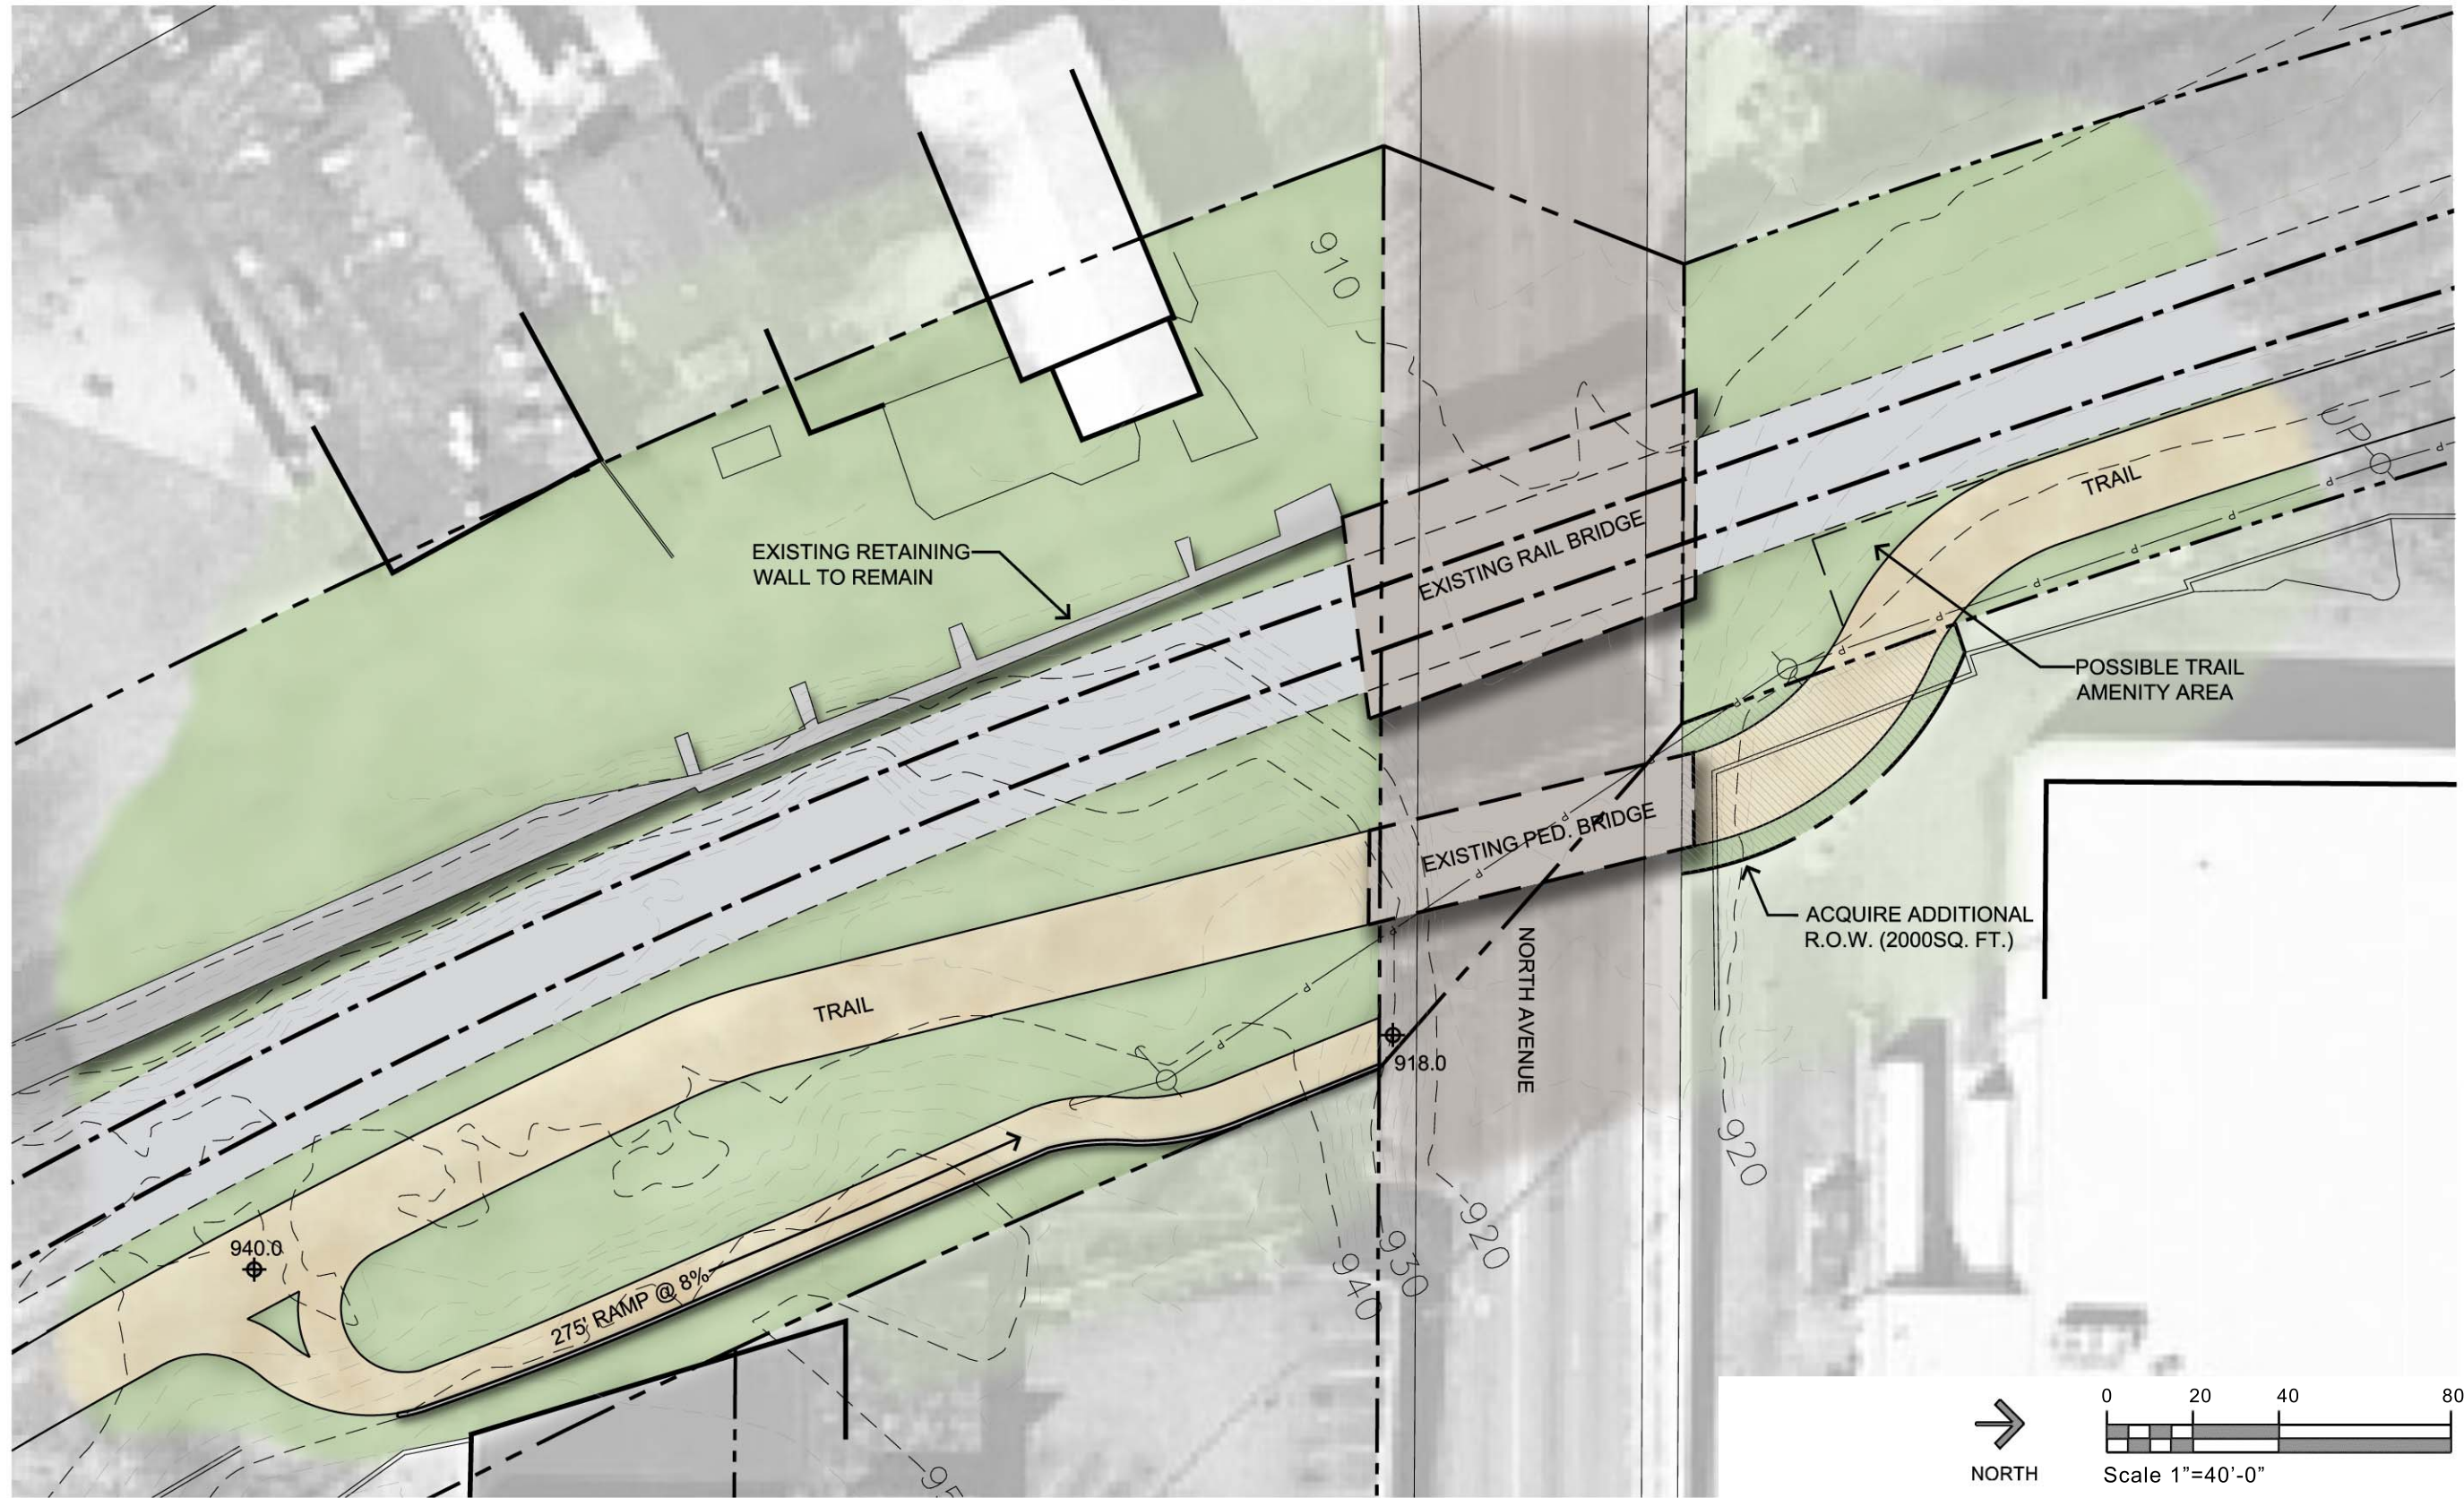 910
EXISTING RETAINING
WALL TO REMAIN
EXISTING RAIL BRIDGE
UP
TRAIL
POSSIBLE TRAIL
AMENITY AREA
EXISTING PED. BRIDGE
ACQUIRE ADDITIONAL
R.O.W. (2000SQ. FT.)
NORTH AVENUE
TRAIL
918.0
920
940.0
275' RAMP @ 8%
940
930
920
NORTH
0 20 40 80
Scale 1"=40'-0"